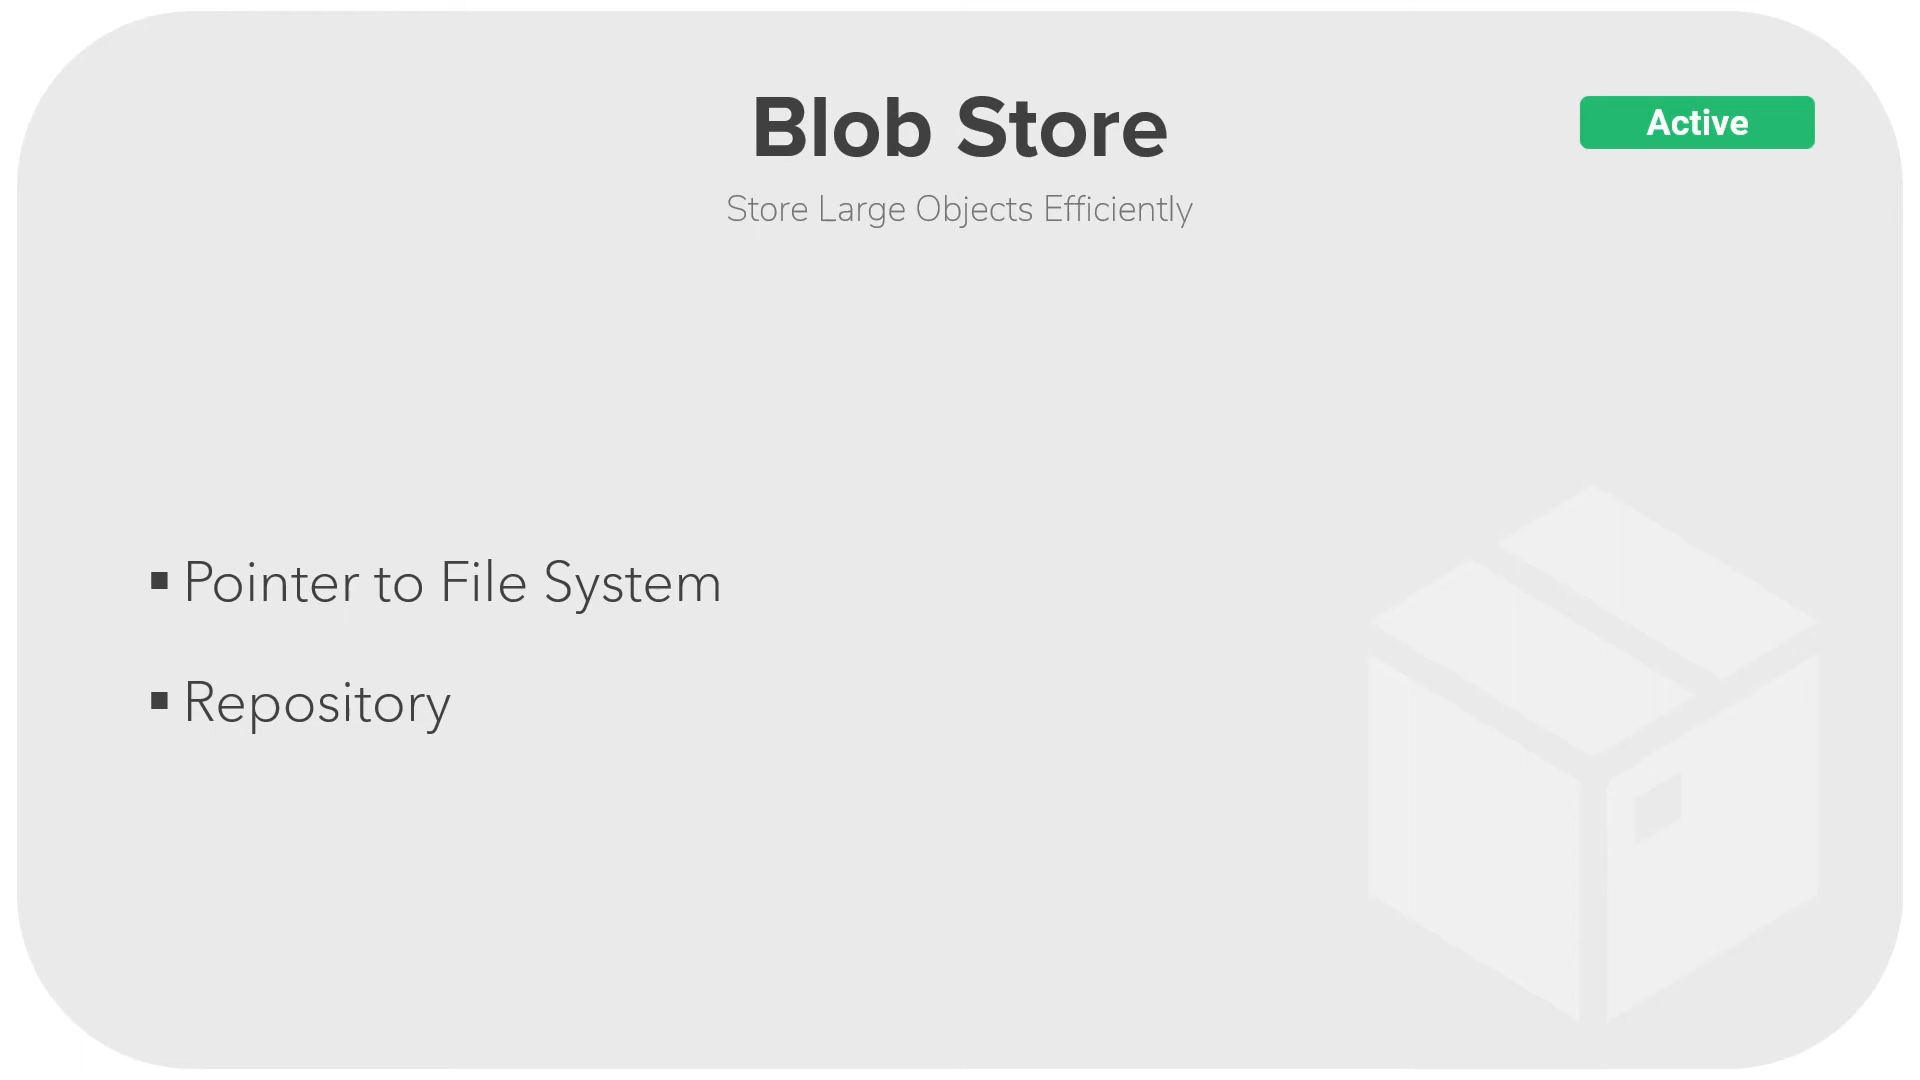 Blob Store
Active
Store Large Objects Efficiently
▪ Pointer to File System
▪ Repository